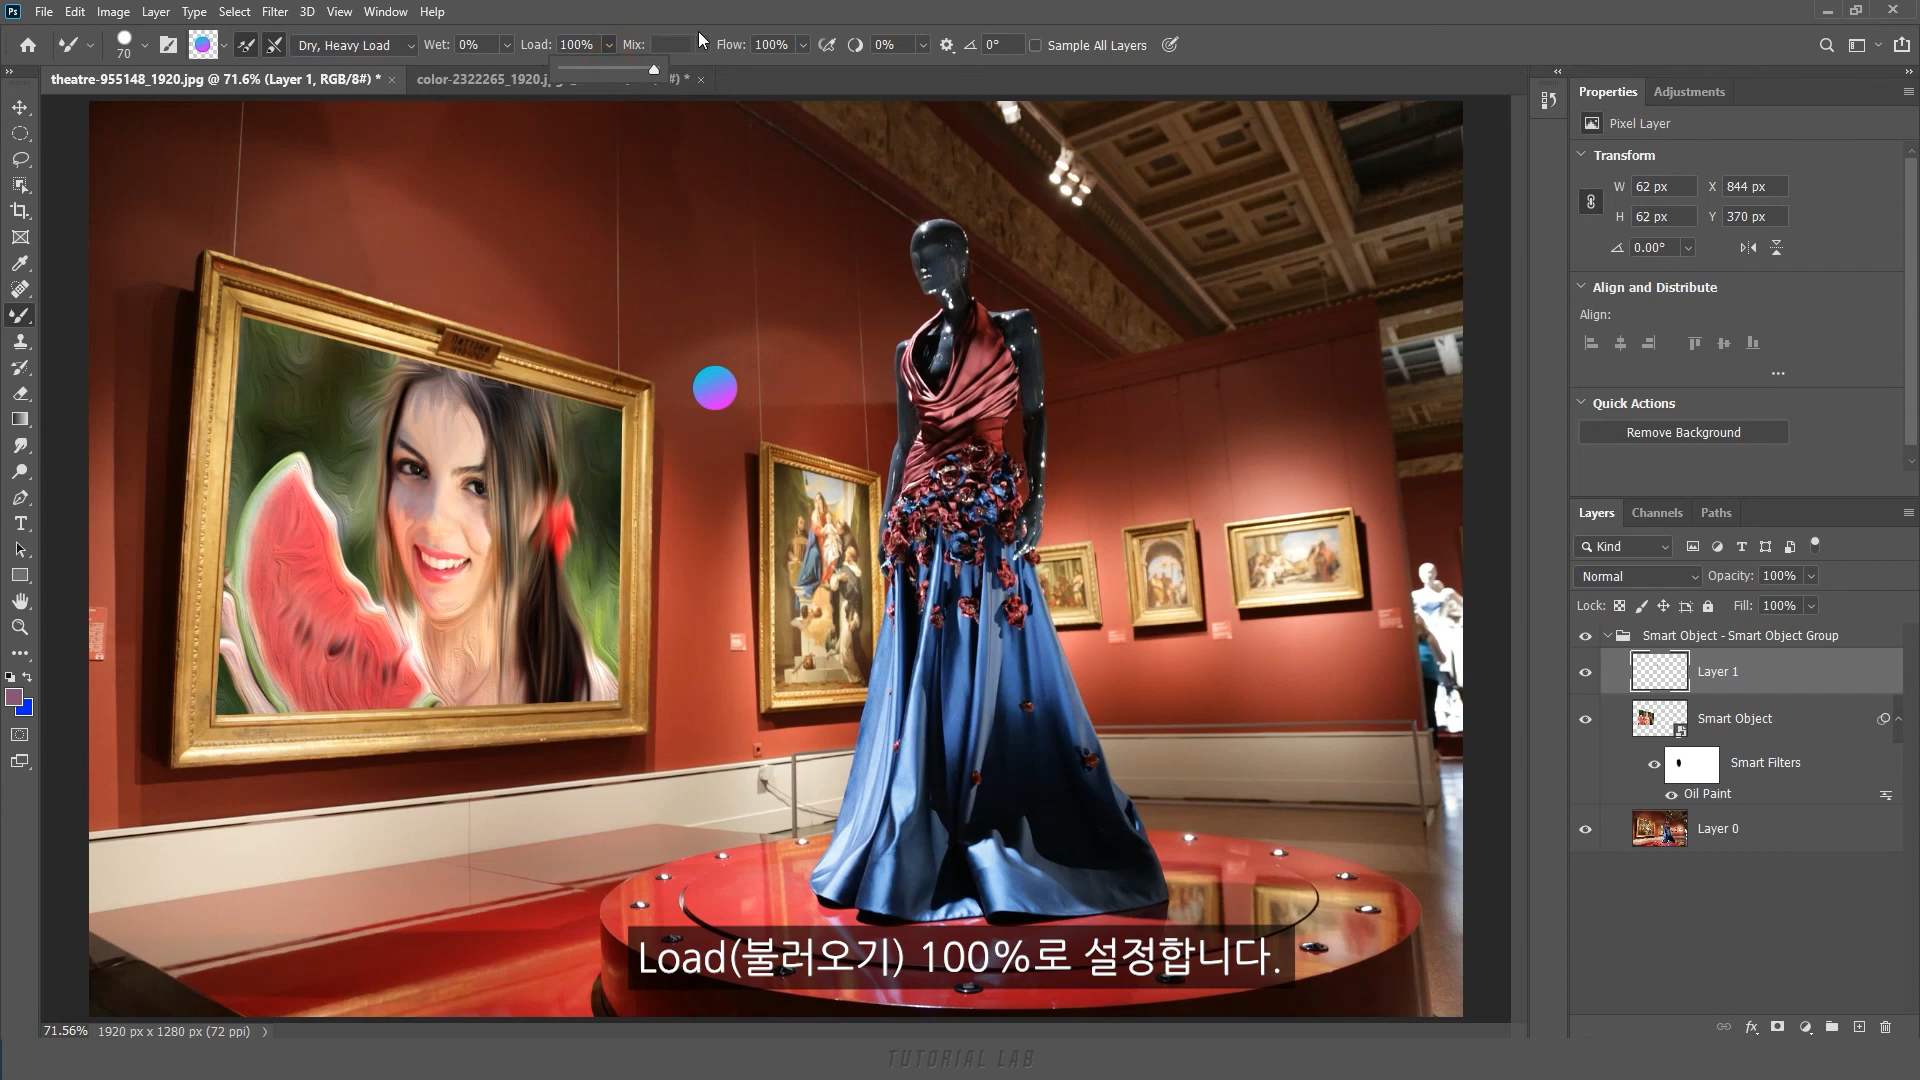 Ps File Edit Image Layer Type Select Filter 3D View Window Help
70 Dry, Heavy Load Wet: 0% Load: 100% Mix: Flow: 100% 0% 0° Sample All Layers
theatre-955148_1920.jpg @ 71.6% (Layer 1, RGB/8#) * × color-2322265_1920.j #) * ×
Properties Adjustments
Pixel Layer
Transform
W 62 px X 844 px
H 62 px Y 370 px
0.00°
Align and Distribute
Align:
Quick Actions
Remove Background
Layers Channels Paths
Kind
Normal Opacity: 100%
Lock: Fill: 100%
Smart Object - Smart Object Group
Layer 1
Smart Object
Smart Filters
Oil Paint
Layer 0
Load(불러오기) 100%로 설정합니다.
71.56% 1920 px x 1280 px (72 ppi)
TUTORIAL LAB